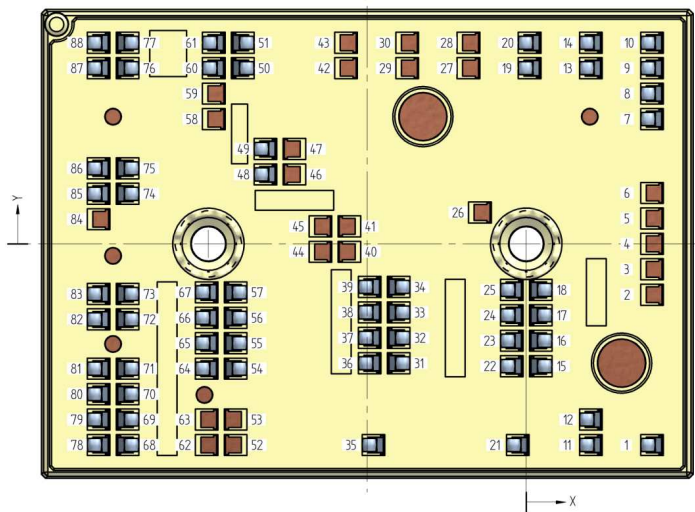 88 77 61 51 43 30 28 20 14 10
87 76 60 50 42 29 27 19 13 9
59 8
58 7
49 47
86 75 48 46
85 74 6
84 45 41 26 5
Y 44 40 4
3
83 73 67 57 39 34 25 18 2
82 72 66 56 38 33 24 17
65 55 37 32 23 16
81 71 64 54 36 31 22 15
80 70
79 69 63 53 12
78 68 62 52 35 21 11 1
X